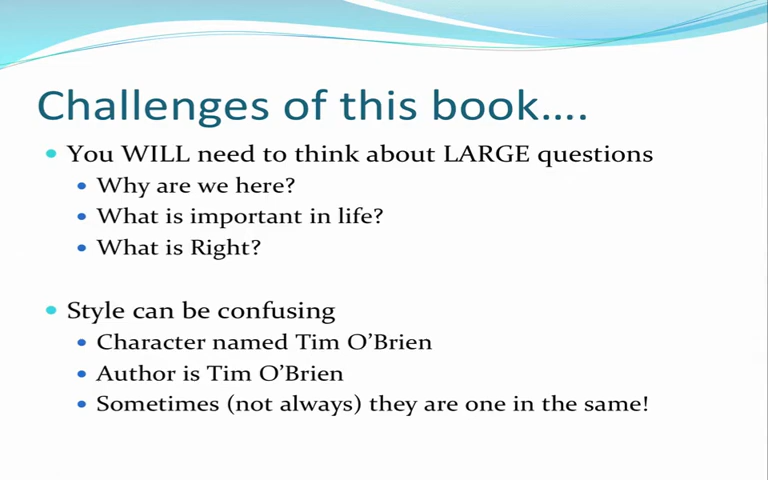 Challenges of this book....
You WILL need to think about LARGE questions
Why are we here?
What is important in life?
What is Right?
Style can be confusing
Character named Tim O’Brien
Author is Tim O’Brien
Sometimes (not always) they are one in the same!